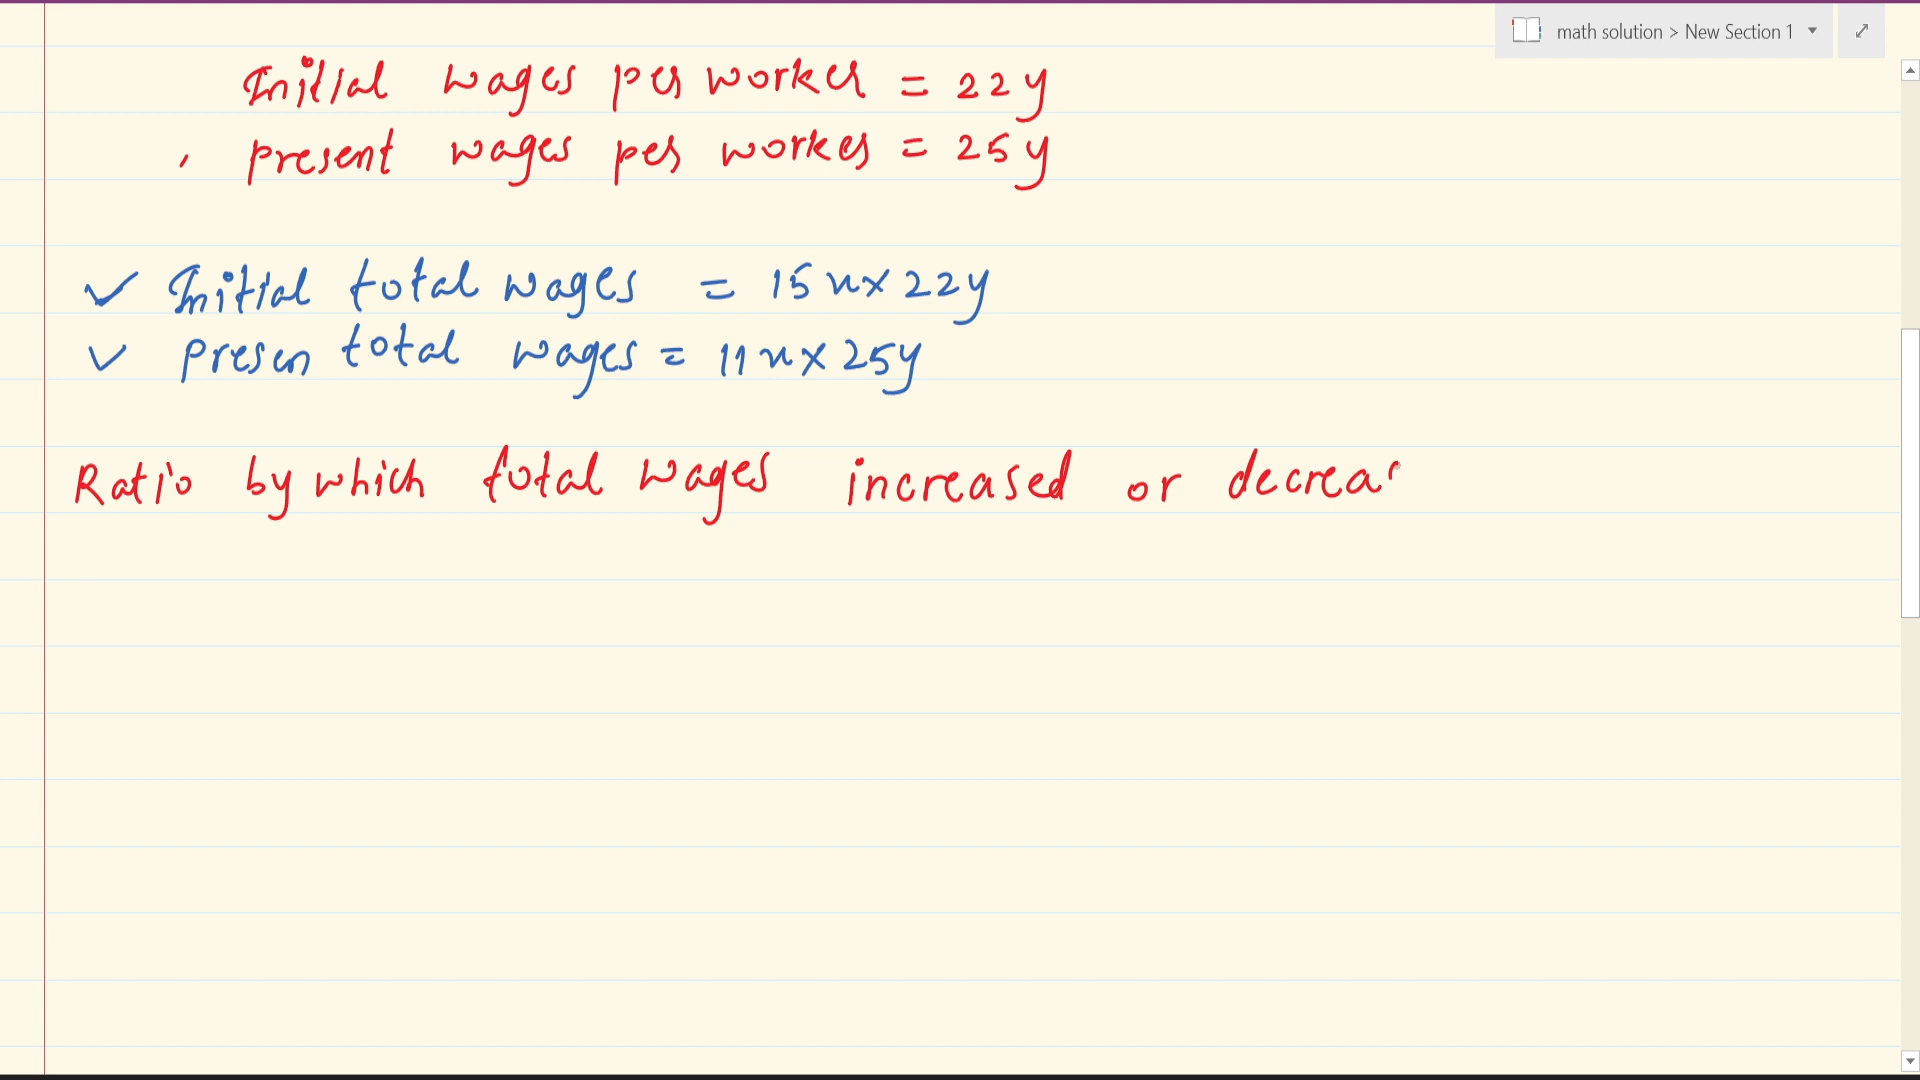 math solution > New Section 1
Initial wages per worker = 22y
, present wages per worker = 25y
✓ Initial total wages = 15x×22y
✓ presen total wages = 11x×25y
Ratio by which total wages increased or decrear